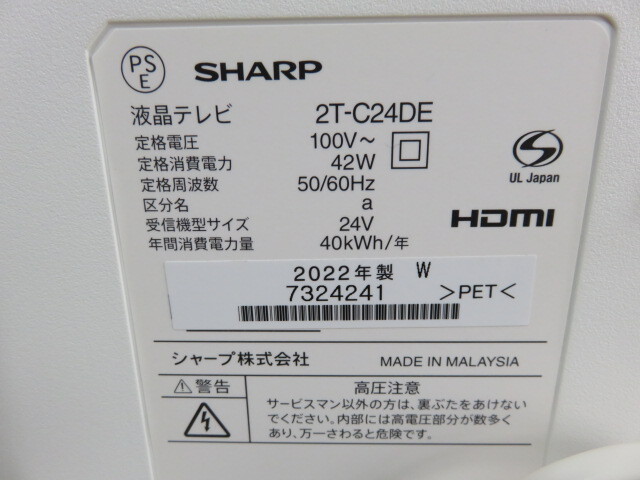 PS
E
SHARP
液晶テレビ 2T-C24DE
定格電圧 100V～
定格消費電力 42W
定格周波数 50/60Hz
区分名 a
受信機型サイズ 24V
年間消費電力量 40kWh/年
UL Japan
HDMI
2022年製 W
7324241 >PET<
シャープ株式会社 MADE IN MALAYSIA
警告 高圧注意
サービスマン以外の方は、裏ぶたをあけない
でください。内部には高電圧部分が数多く
あり、万一さわると危険です。